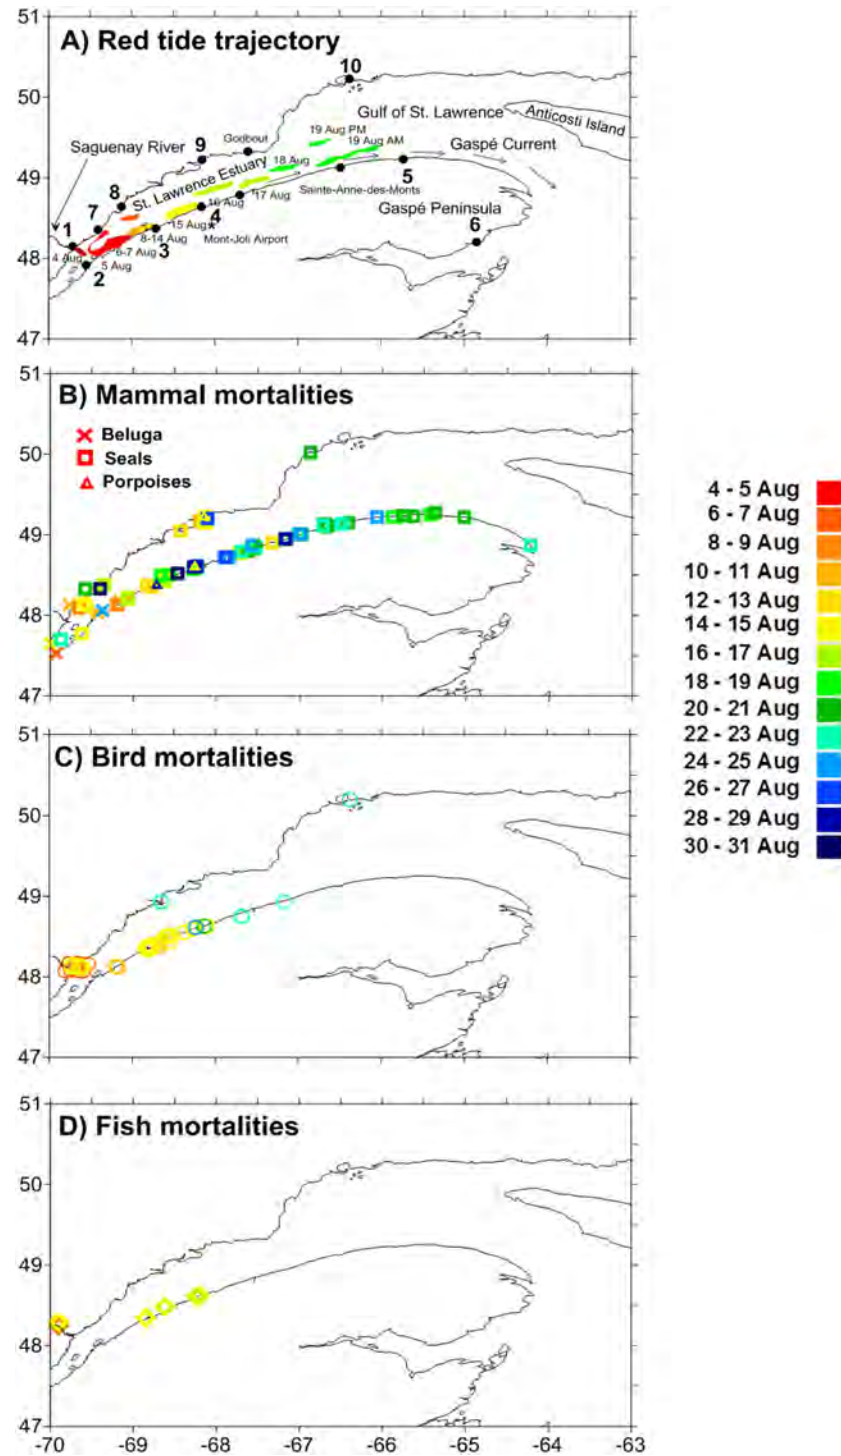 51
A) Red tide trajectory
10
50
Gulf of St. Lawrence
Anticosti Island
Saguenay River
9
Godbout
19 Aug PM
19 Aug AM
Gaspé Current
St. Lawrence Estuary
18 Aug
49
8
17 Aug
Sainte-Anne-des-Monts
5
16 Aug
Gaspé Peninsula
7
15 Aug
4
6
1
8-14 Aug
3
Mont-Joli Airport
48
4 Aug
6-7 Aug
5 Aug
2
47
51
B) Mammal mortalities
Beluga
50
Seals
Porpoises
49
48
47
4 - 5 Aug
6 - 7 Aug
8 - 9 Aug
10 - 11 Aug
12 - 13 Aug
14 - 15 Aug
16 - 17 Aug
18 - 19 Aug
20 - 21 Aug
22 - 23 Aug
24 - 25 Aug
26 - 27 Aug
28 - 29 Aug
30 - 31 Aug
51
C) Bird mortalities
50
49
48
47
51
D) Fish mortalities
50
49
48
47
-70 -69 -68 -67 -66 -65 -64 -63